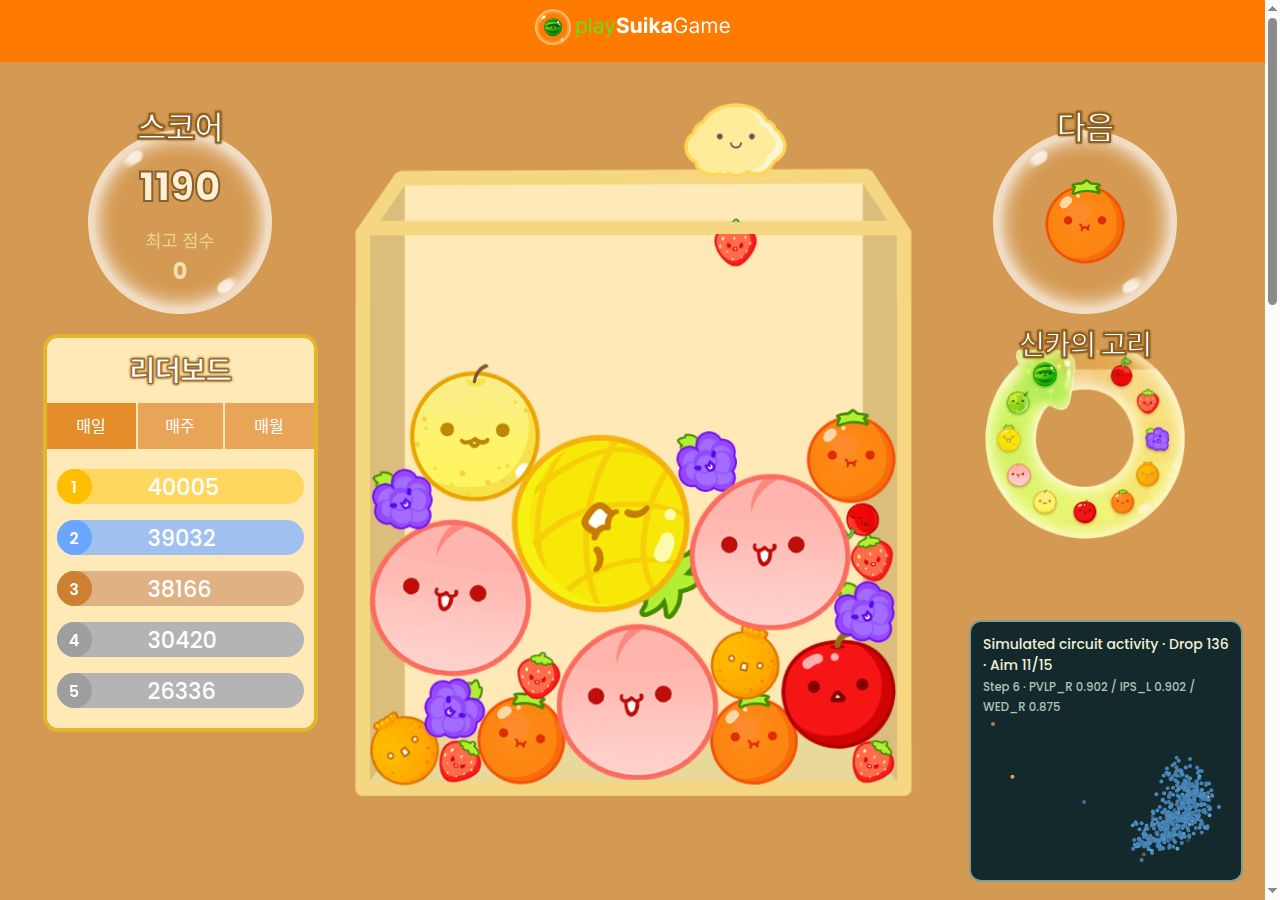 playSuikaGame
스코어
1190
최고 점수
0
리더보드
매일 매주 매월
1 40005
2 39032
3 38166
4 30420
5 26336
다음
신카의 고리
Simulated circuit activity · Drop 136
· Aim 11/15
Step 6 · PVLP_R 0.902 / IPS_L 0.902 /
WED_R 0.875